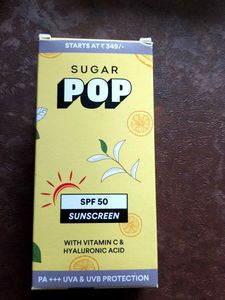 STARTS AT ₹ 349/-
SUGAR
POP
SPF 50
SUNSCREEN
WITH VITAMIN C &
HYALURONIC ACID
PA +++ UVA & UVB PROTECTION